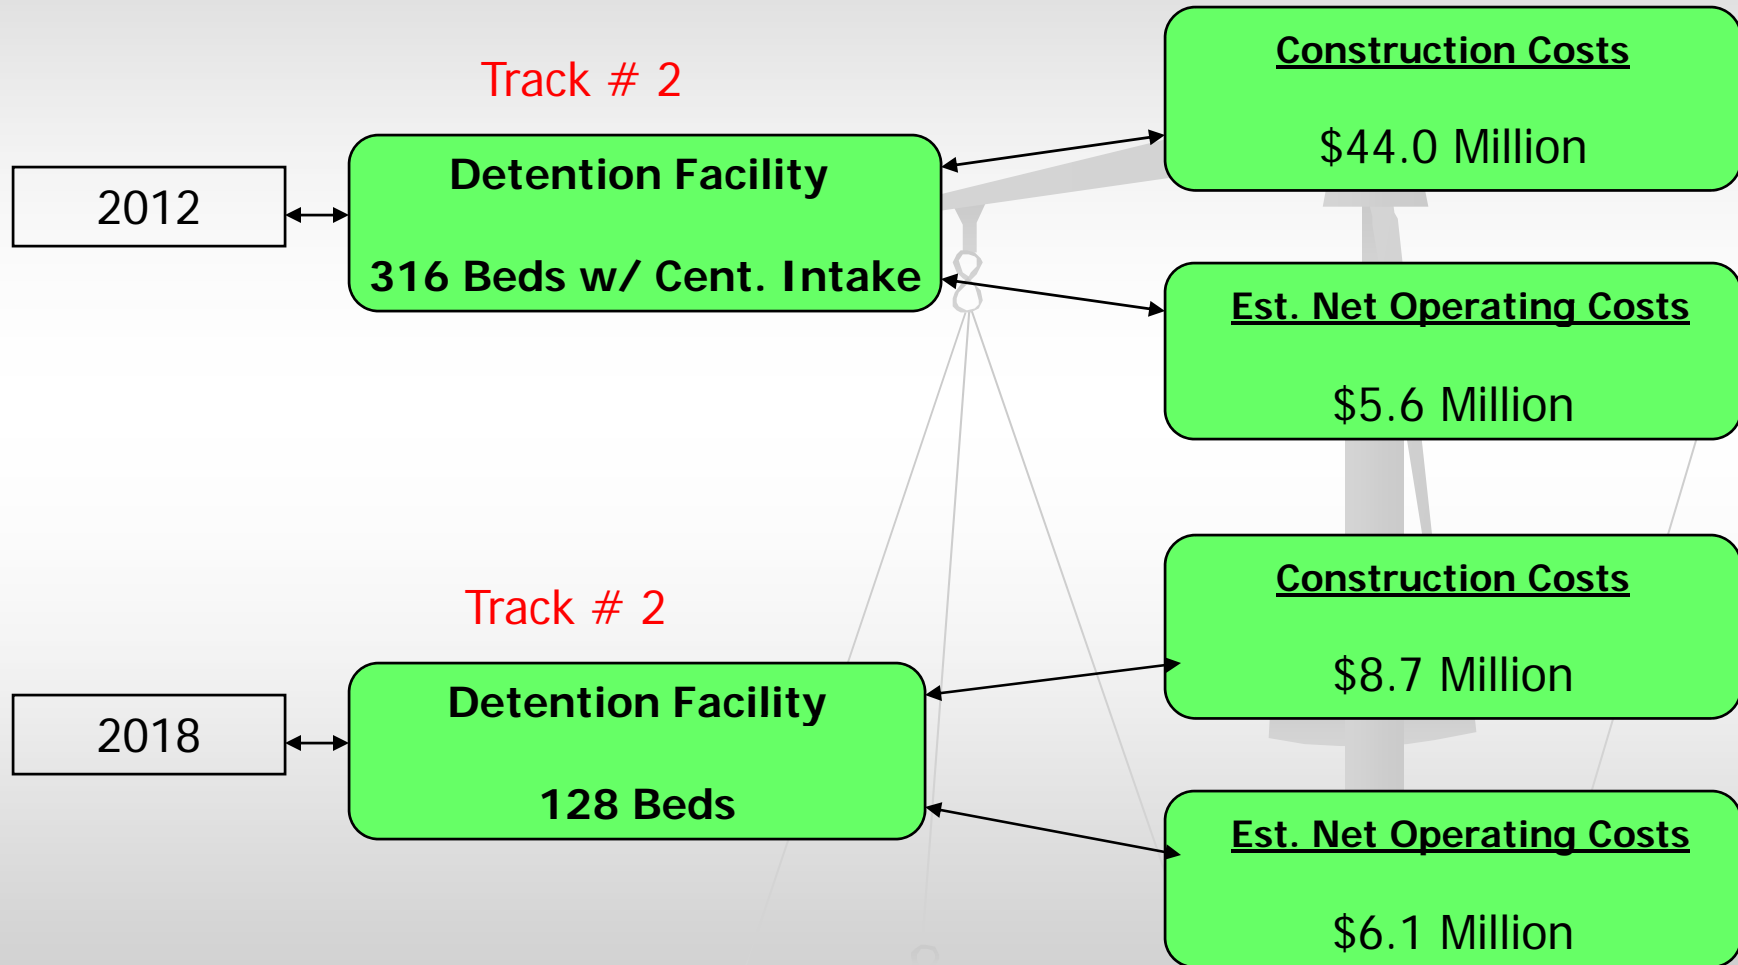 Track # 2
2012
Detention Facility
316 Beds w/ Cent. Intake
Construction Costs
$44.0 Million
Est. Net Operating Costs
$5.6 Million
Track # 2
2018
Detention Facility
128 Beds
Construction Costs
$8.7 Million
Est. Net Operating Costs
$6.1 Million